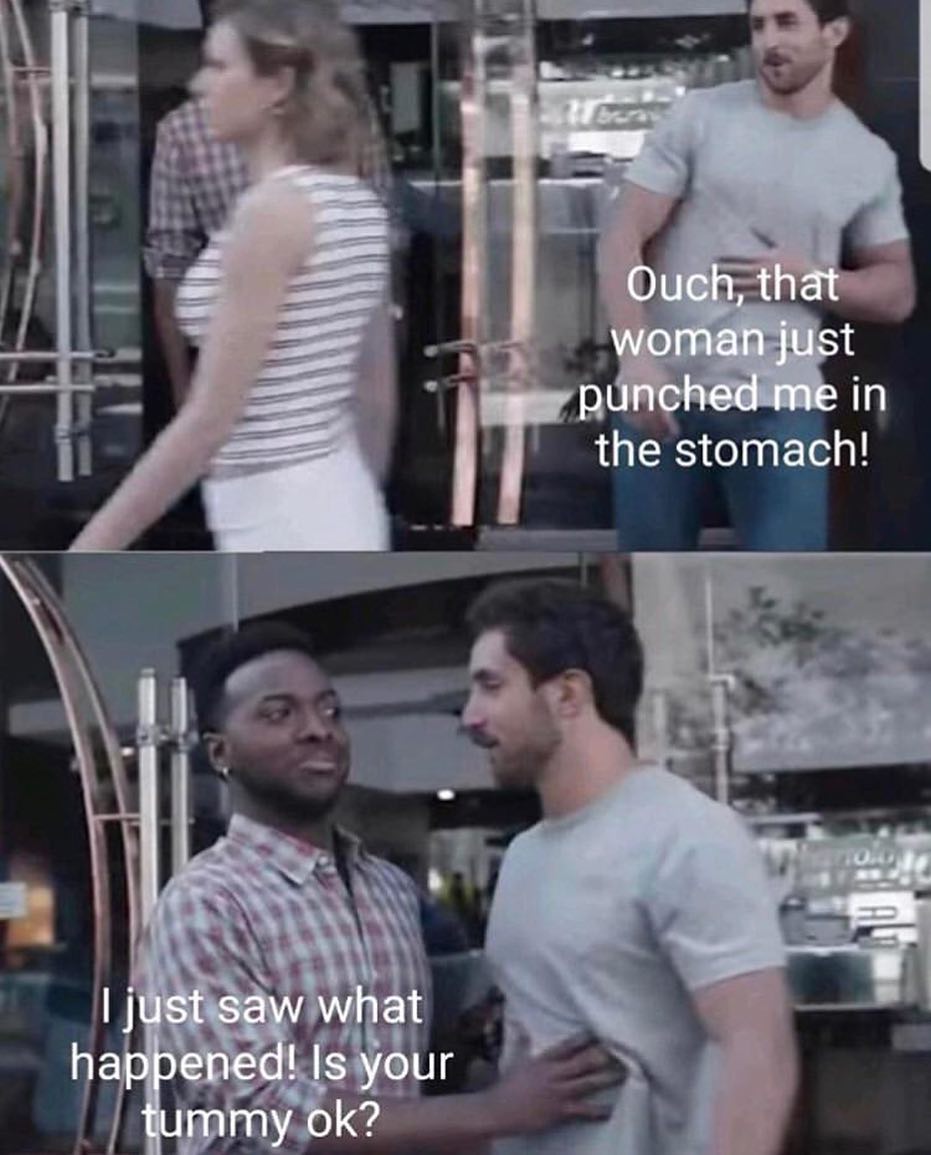 Ouch, that
woman just
punched me in
the stomach!
I just saw what
happened! Is your
tummy ok?